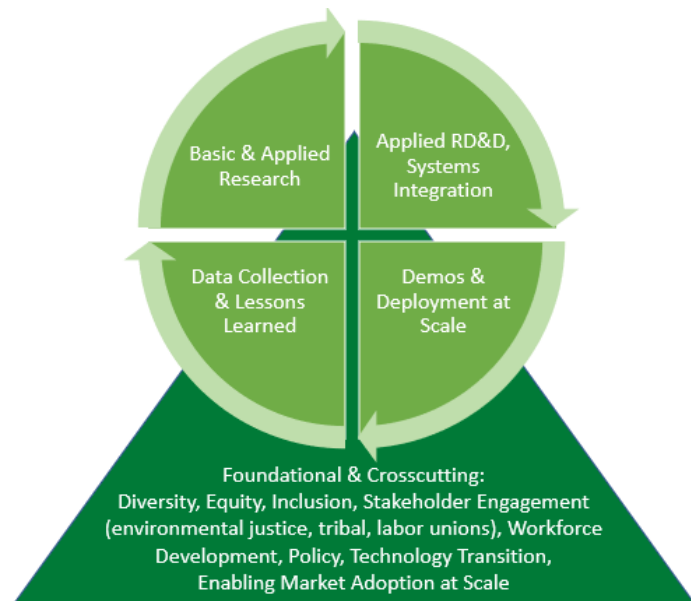 Basic & Applied
Research
Applied RD&D,
Systems
Integration
Data Collection
& Lessons
Learned
Demos &
Deployment at
Scale
Foundational & Crosscutting:
Diversity, Equity, Inclusion, Stakeholder Engagement
(environmental justice, tribal, labor unions), Workforce
Development, Policy, Technology Transition,
Enabling Market Adoption at Scale